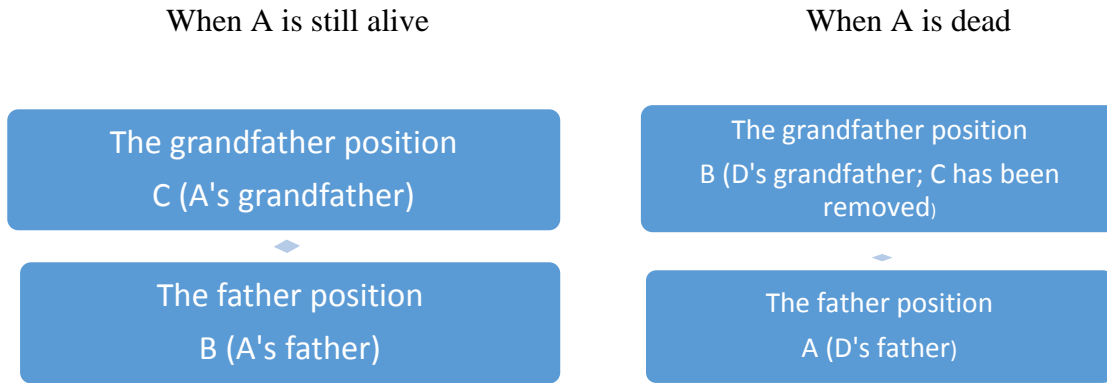 When A is still alive
The grandfather position
C (A's grandfather)
The father position
B (A's father)
When A is dead
The grandfather position
B (D's grandfather; C has been
removed)
The father position
A (D's father)